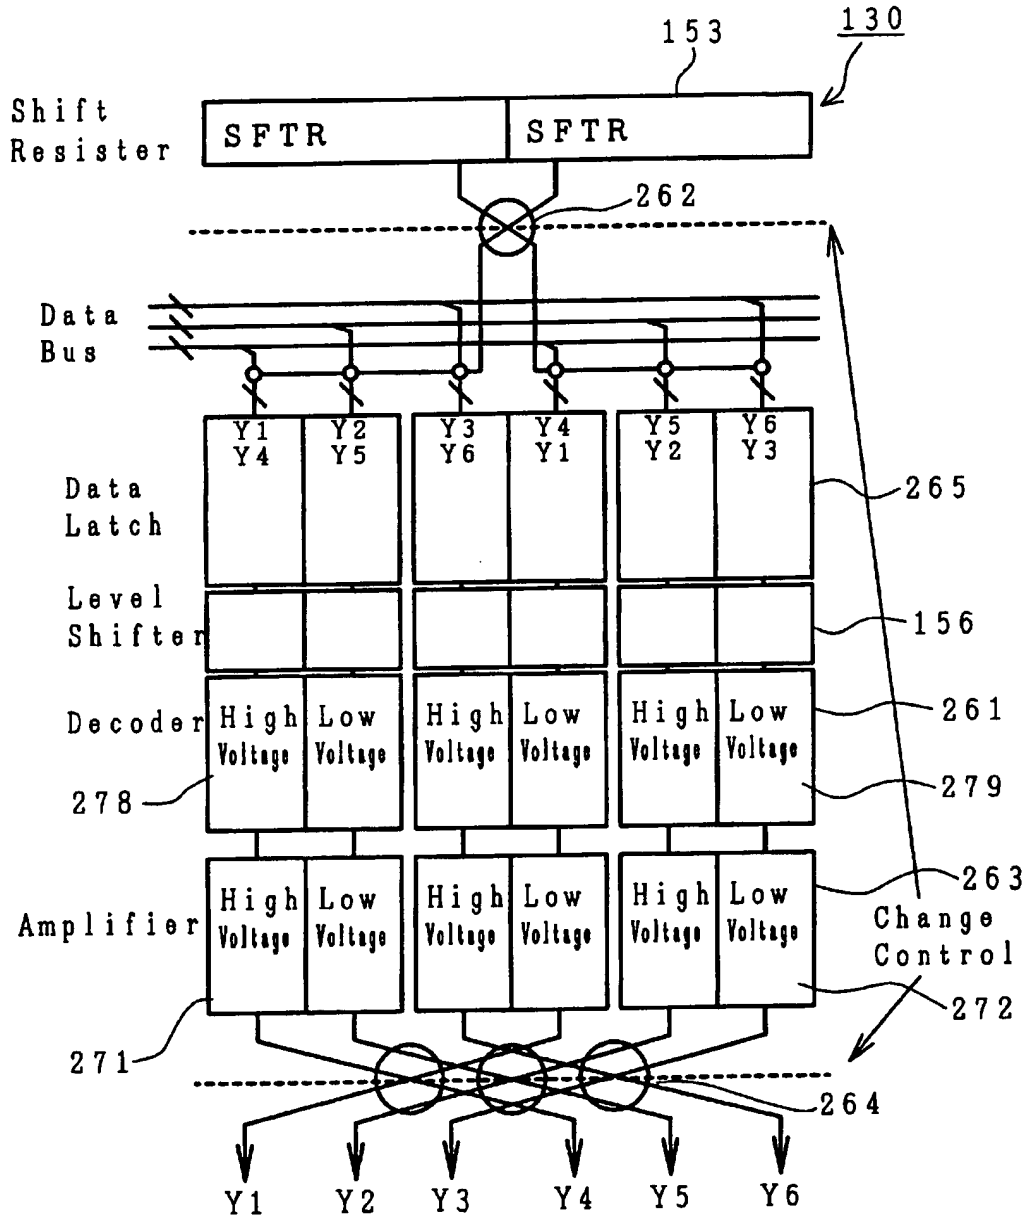 153
130
Shift
Resister
SFTR
SFTR
262
Data
Bus
Y1
Y2
Y3
Y4
Y5
Y6
Y4
Y5
Y6
Y1
Y2
Y3
Data
Latch
265
Level
Shifter
156
Decoder
High
Voltage
Low
Voltage
High
Voltage
Low
Voltage
High
Voltage
Low
Voltage
261
278
279
Amplifier
High
Voltage
Low
Voltage
High
Voltage
Low
Voltage
High
Voltage
Low
Voltage
263
Change
Control
272
271
264
Y1
Y2
Y3
Y4
Y5
Y6